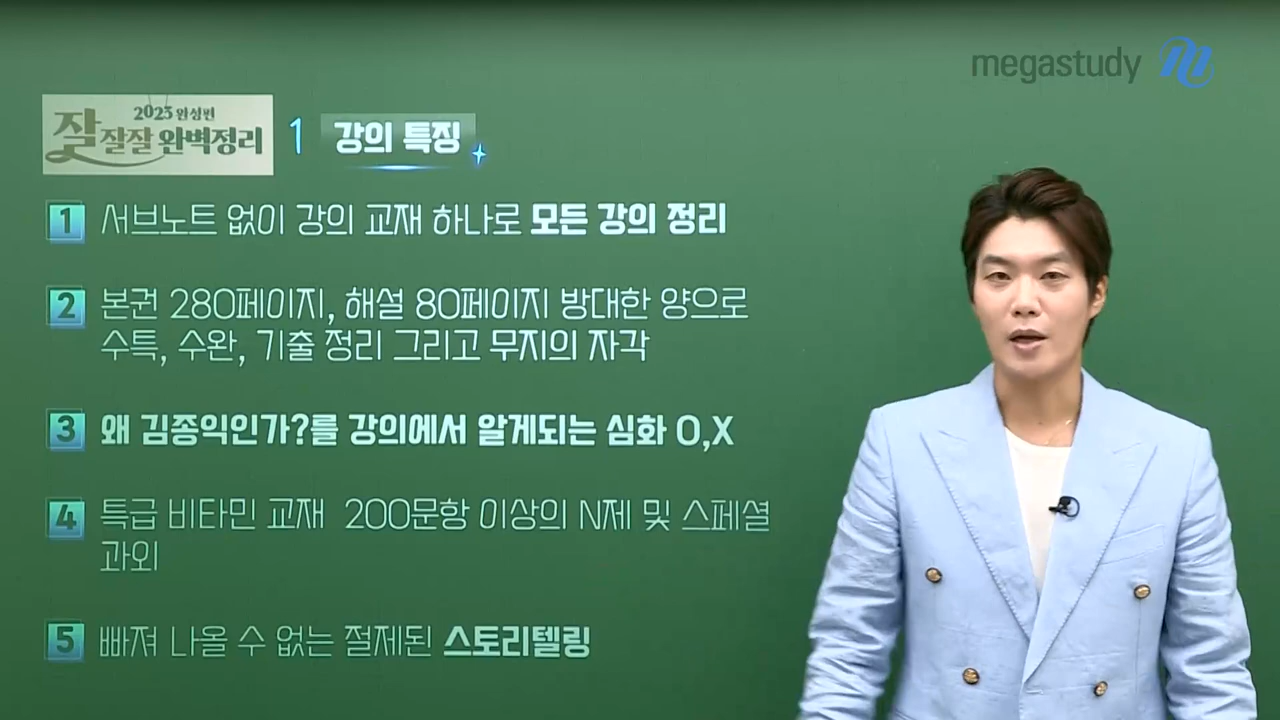 megastudy
2023 완성편
잘 잘잘 완벽정리
1 강의 특징
1 서브노트 없이 강의 교재 하나로 모든 강의 정리
2 본권 280페이지, 해설 80페이지 방대한 양으로
수특, 수완, 기출 정리 그리고 무지의 자각
3 왜 김종익인가?를 강의에서 알게되는 심화 O,X
4 특급 비타민 교재 200문항 이상의 N제 및 스페셜
과외
5 빠져 나올 수 없는 절제된 스토리텔링